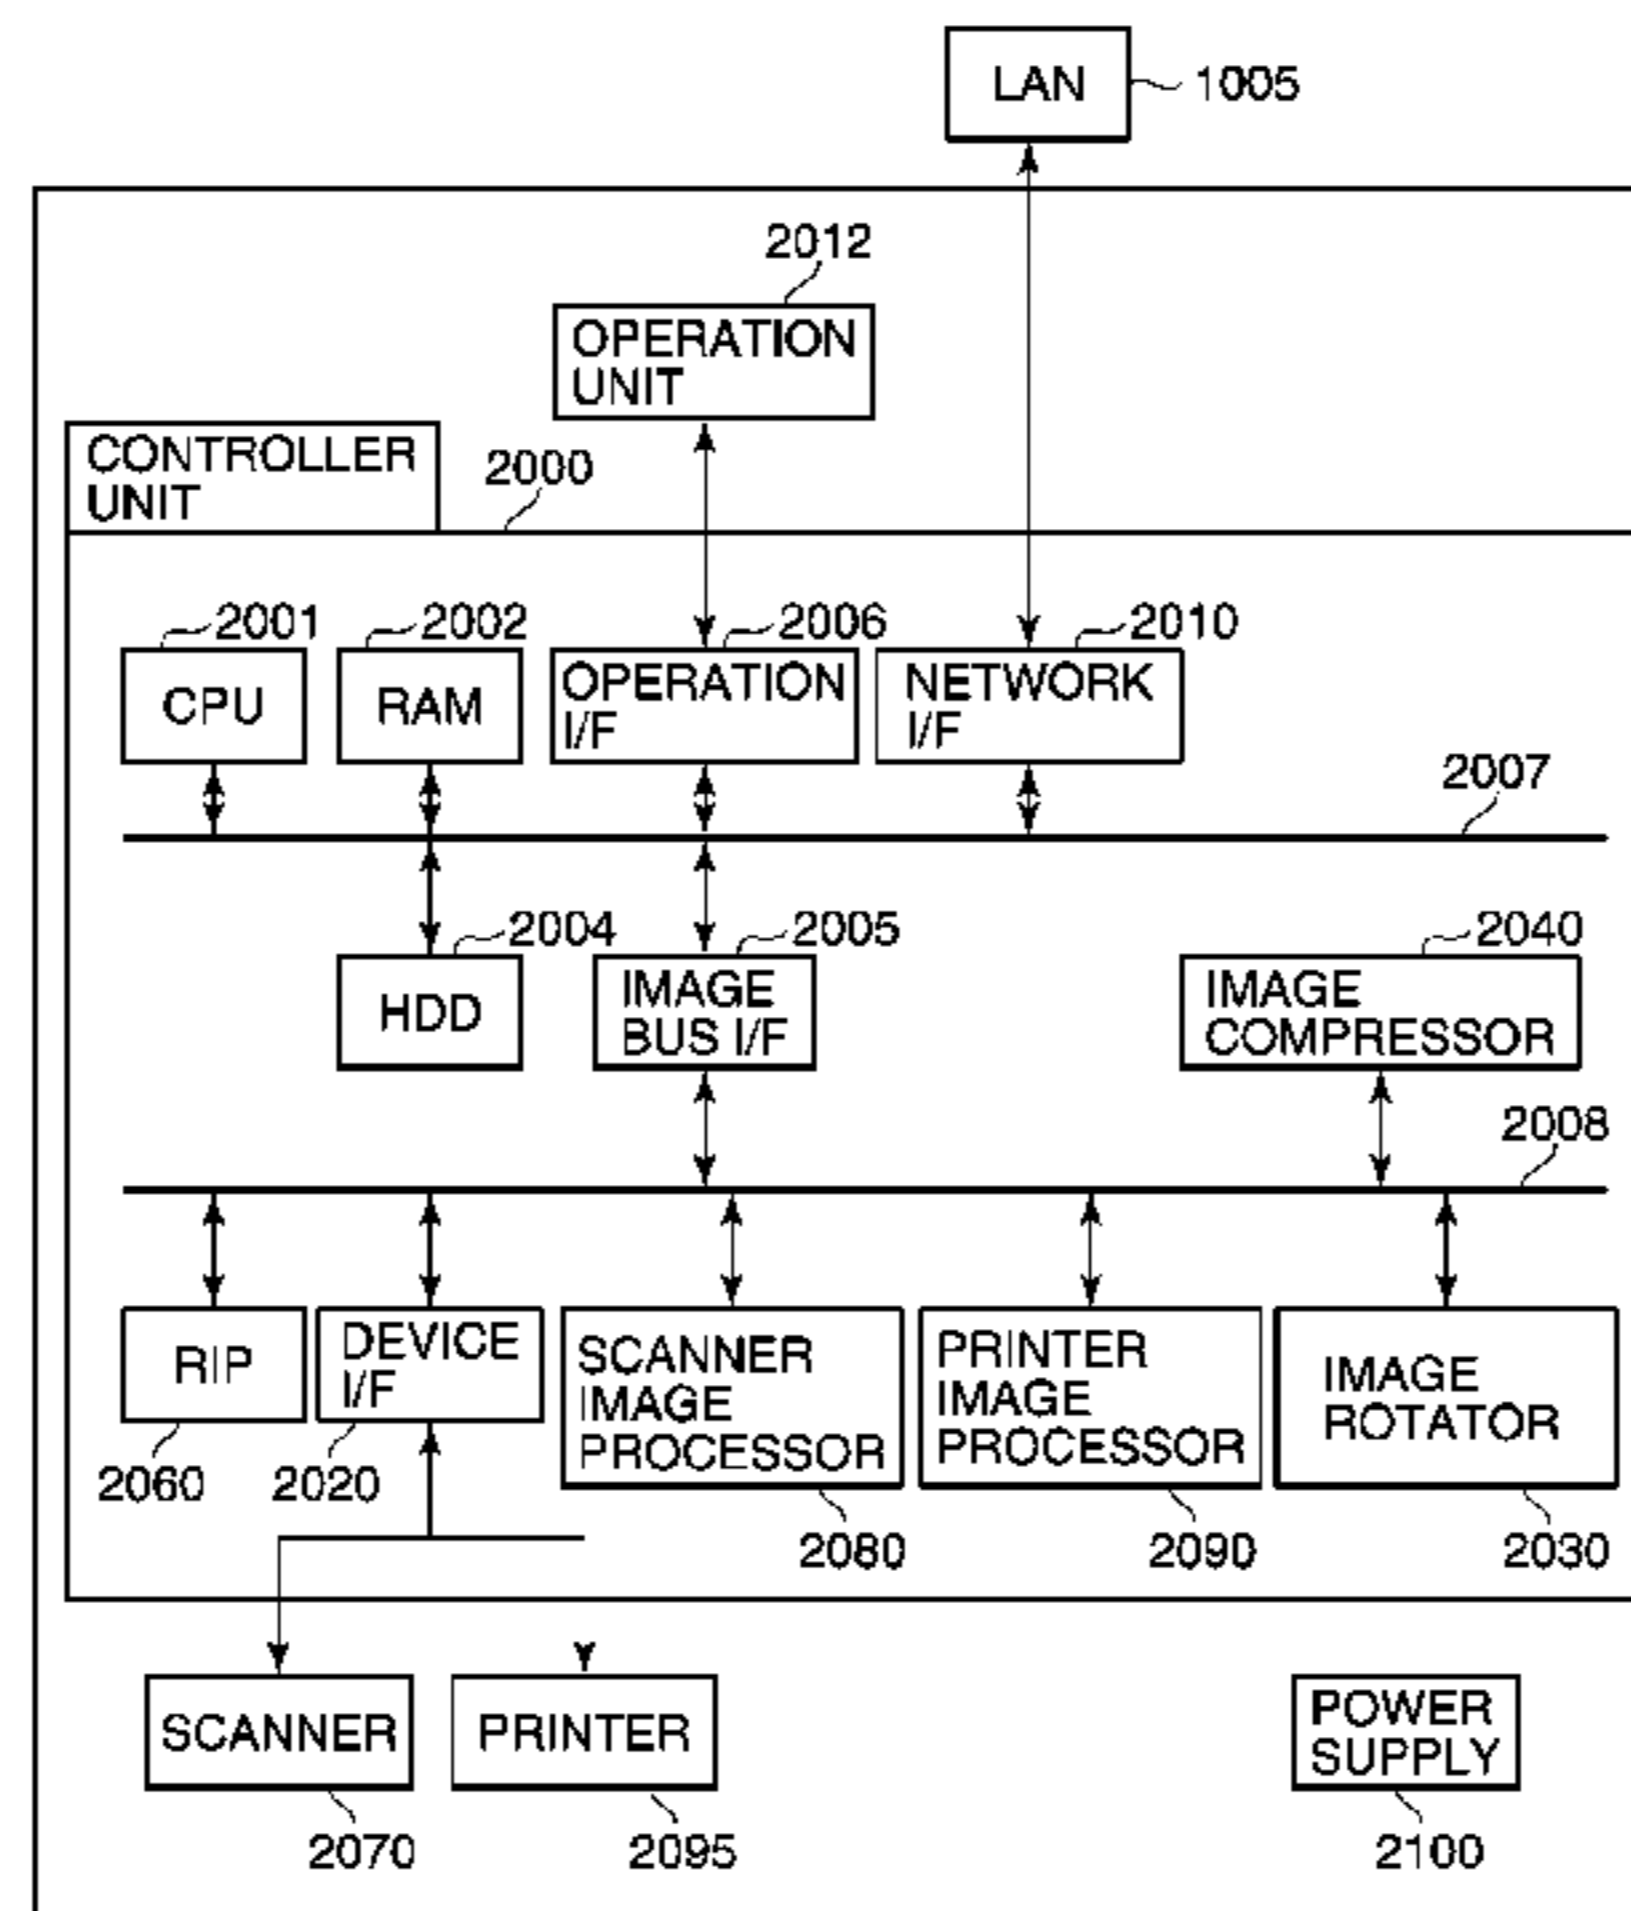 LAN
1005
2012
OPERATION
UNIT
CONTROLLER
UNIT
2000
2001
2002
2006
2010
CPU
RAM
OPERATION
I/F
NETWORK
I/F
2007
2004
2005
2040
HDD
IMAGE
BUS I/F
IMAGE
COMPRESSOR
2008
RIP
DEVICE
I/F
SCANNER
IMAGE
PROCESSOR
PRINTER
IMAGE
PROCESSOR
IMAGE
ROTATOR
2060
2020
2080
2090
2030
SCANNER
PRINTER
POWER
SUPPLY
2070
2095
2100